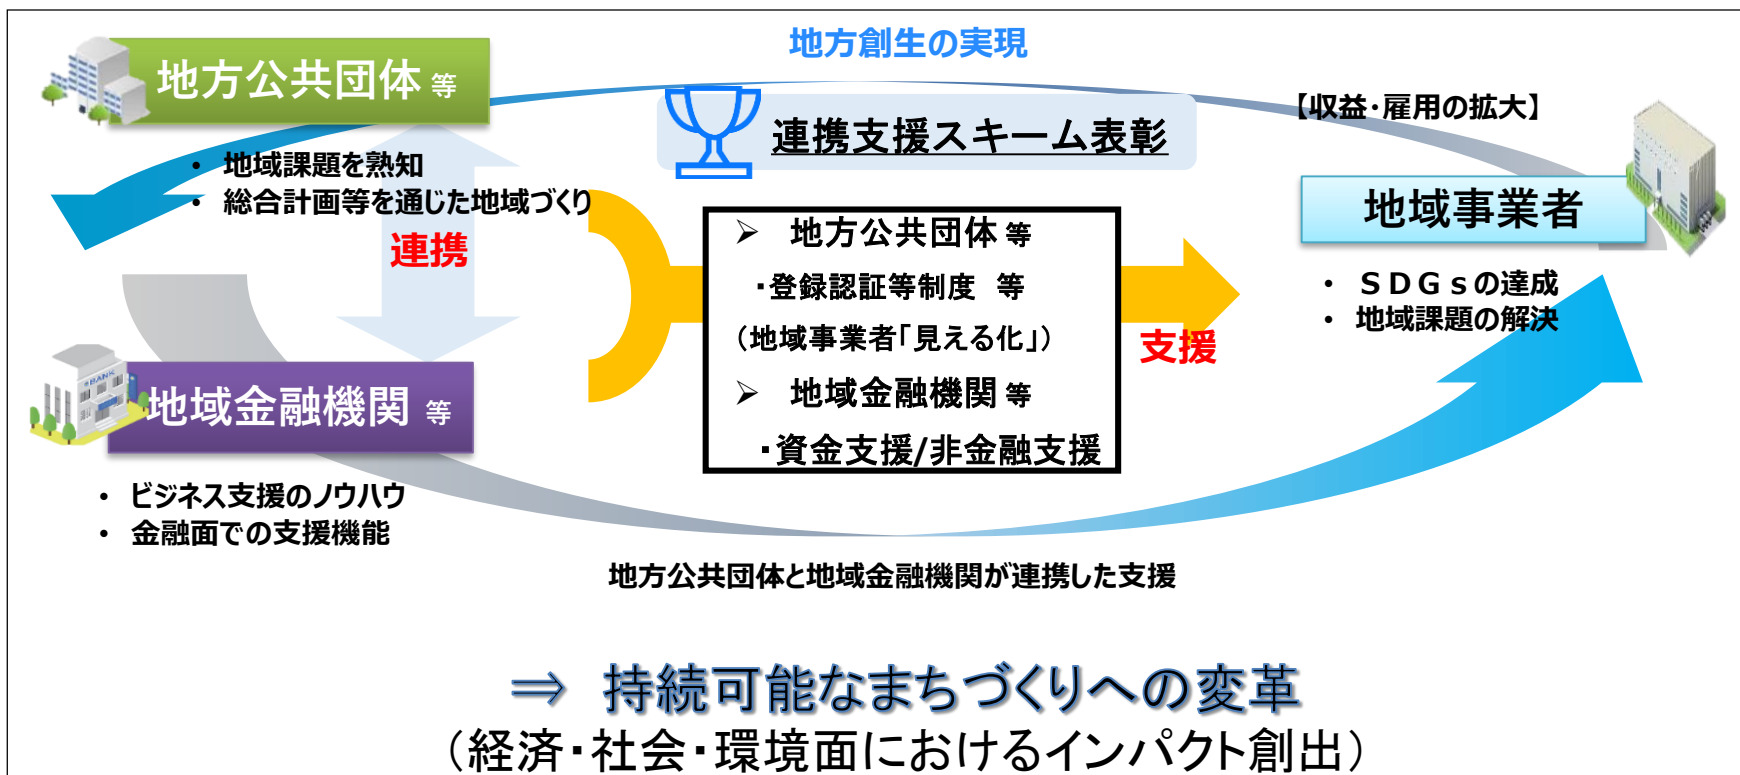 地方創生の実現
地方公共団体 等
・ 地域課題を熟知
・ 総合計画等を通じた地域づくり
連携
地域金融機関 等
BANK
・ ビジネス支援のノウハウ
・ 金融面での支援機能
連携支援スキーム表彰
➢ 地方公共団体 等
・登録認証等制度 等
（地域事業者「見える化」）
➢ 地域金融機関 等
・資金支援/非金融支援
支援
【収益・雇用の拡大】
地域事業者
・ ＳＤＧｓの達成
・ 地域課題の解決
地方公共団体と地域金融機関が連携した支援
⇒ 持続可能なまちづくりへの変革
（経済・社会・環境面におけるインパクト創出）